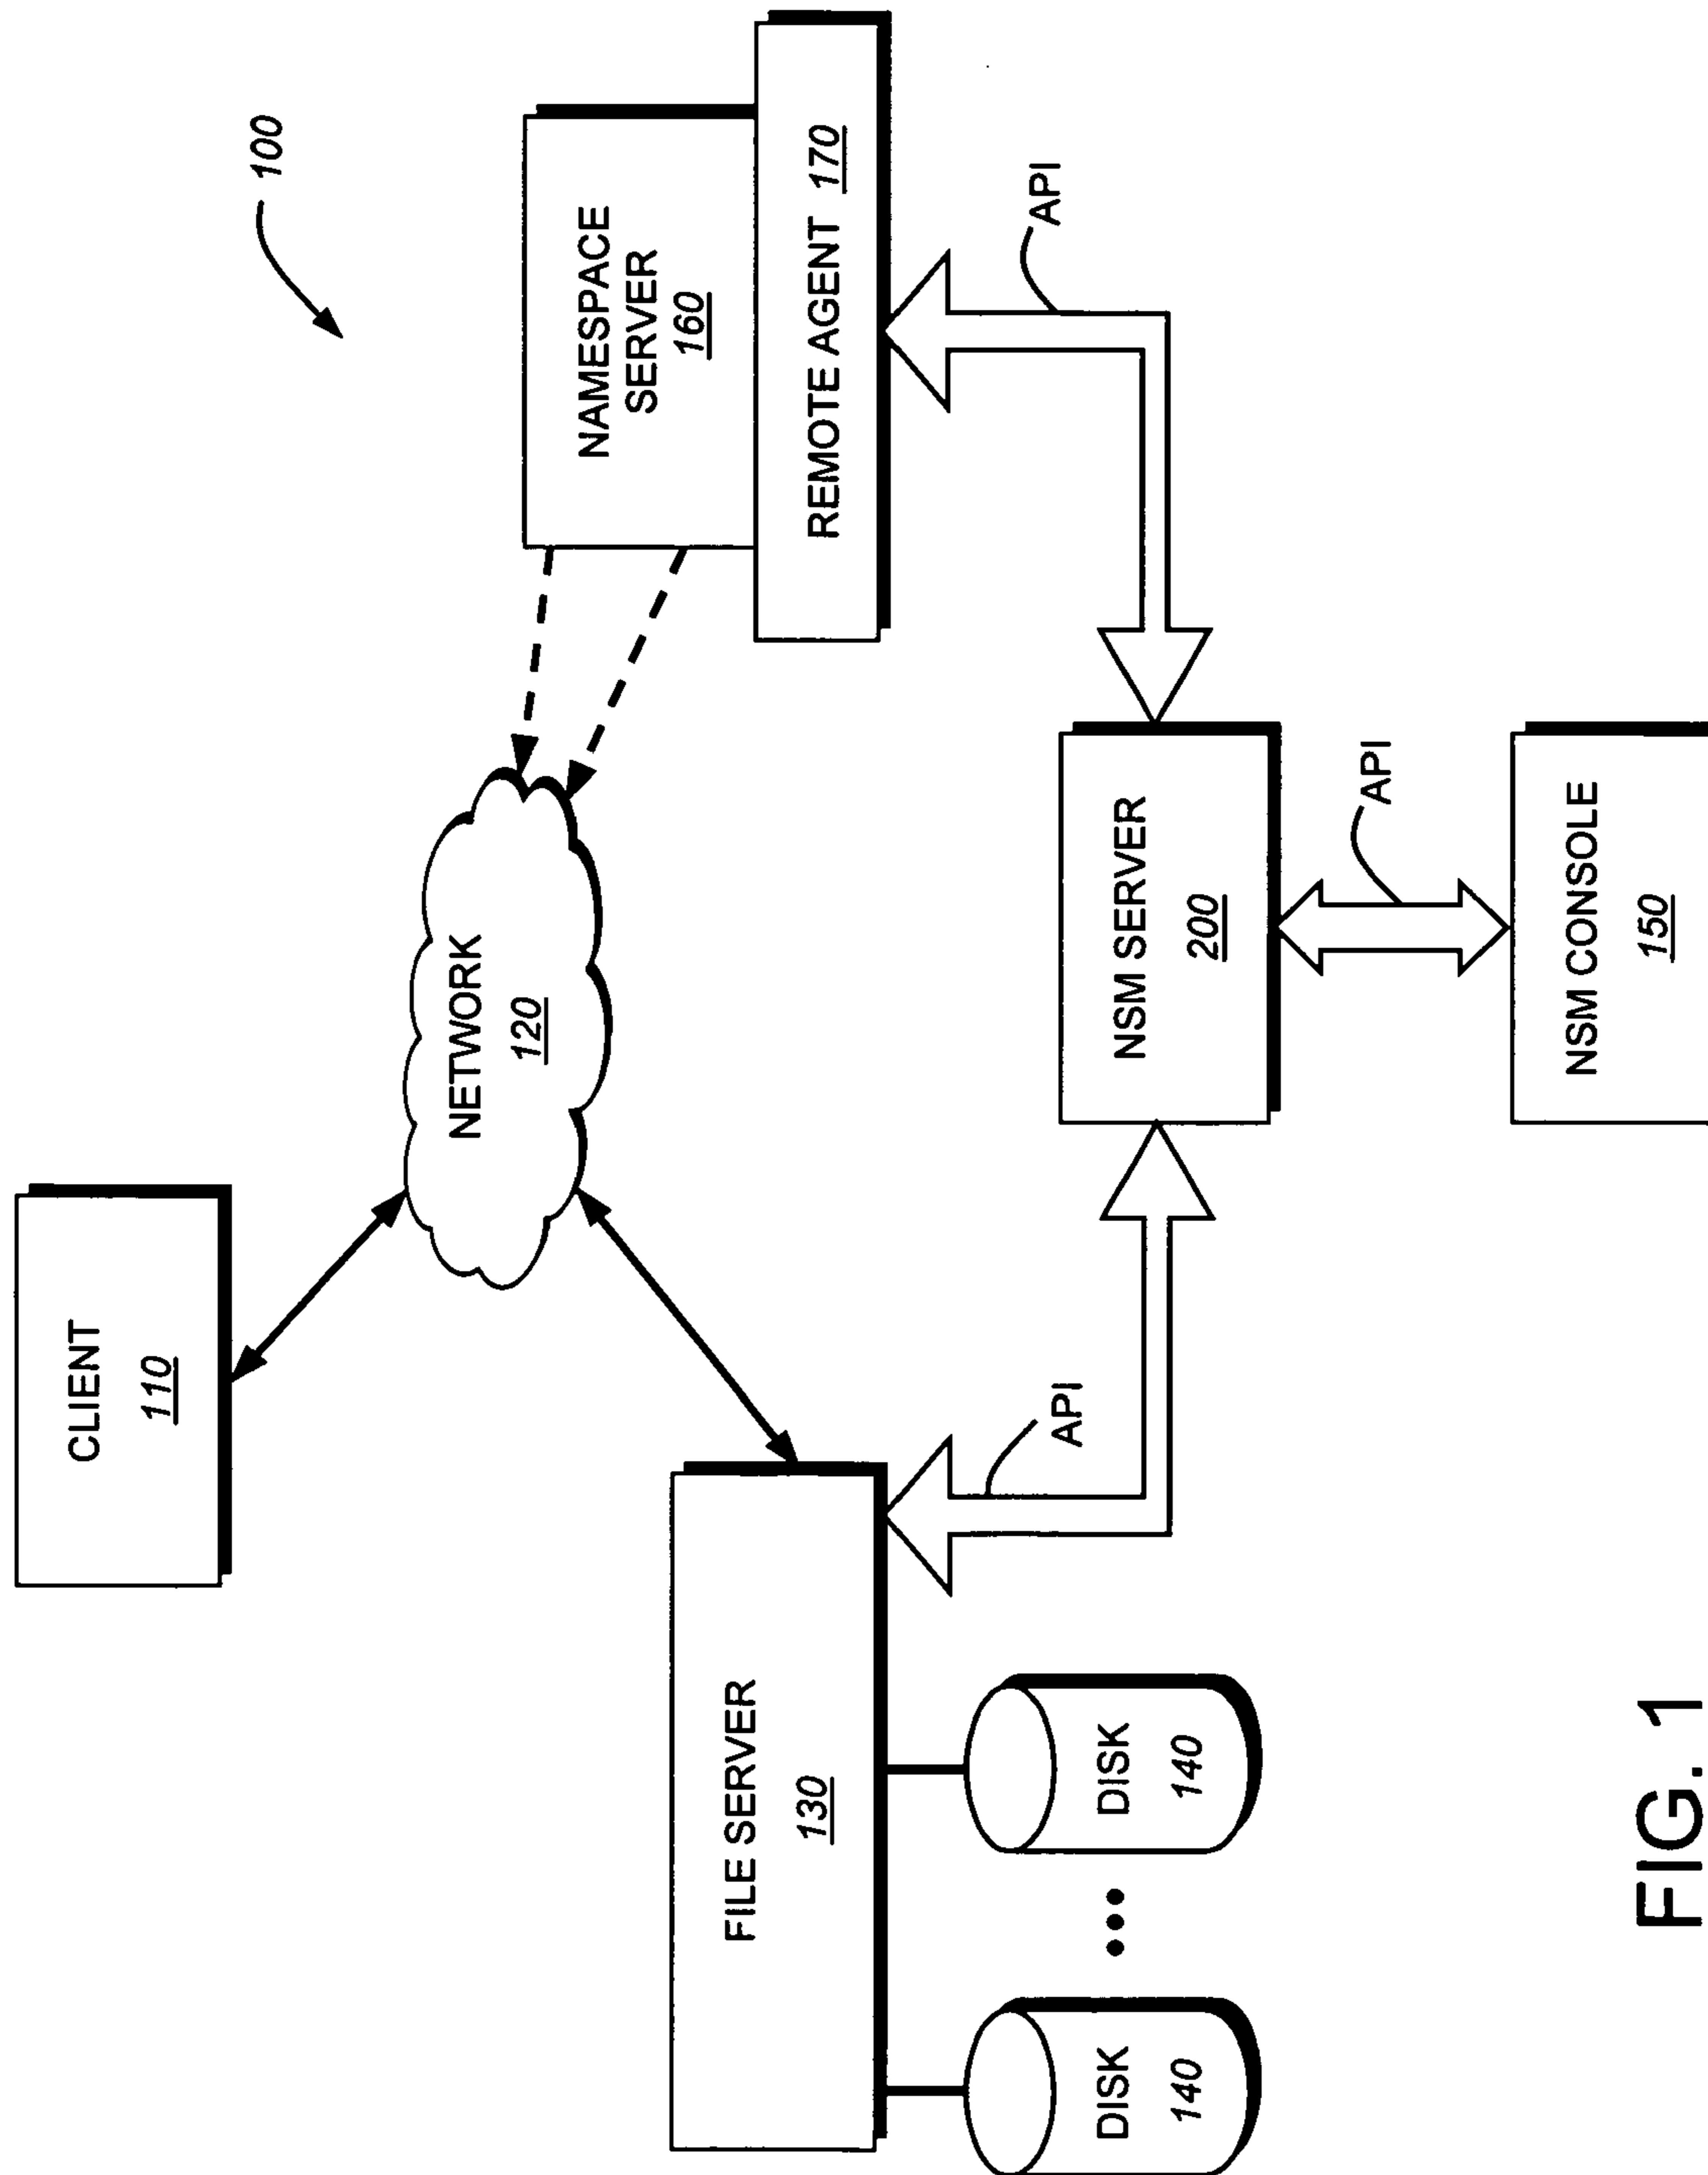 100
CLIENT
110
NETWORK
120
NAMESPACE
SERVER
160
REMOTE AGENT 170
FILE SERVER
130
API
API
DISK
140
•••
DISK
140
NSM SERVER
200
API
NSM CONSOLE
150
FIG. 1